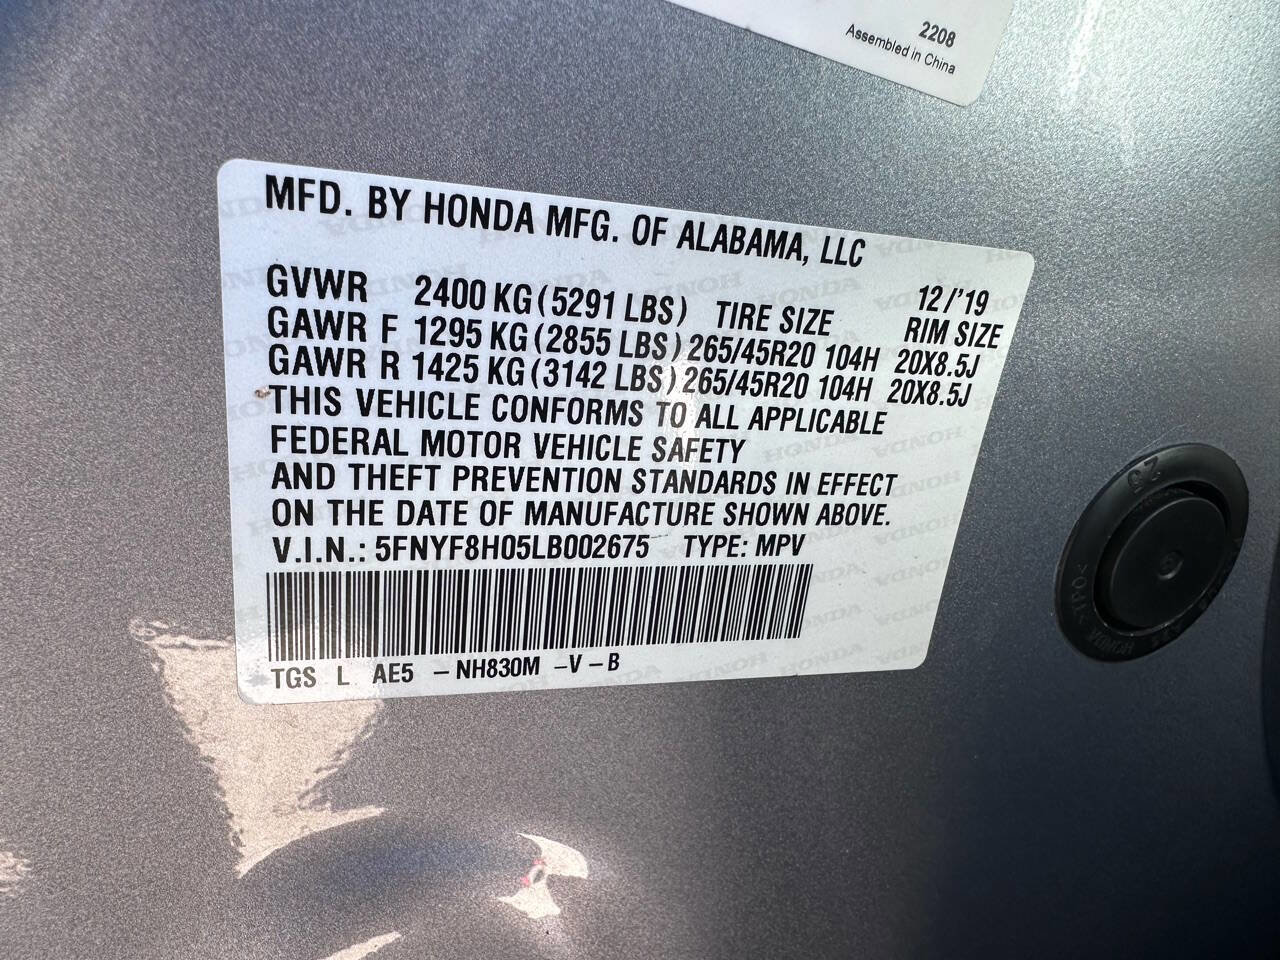 2208
Assembled in China
MFD. BY HONDA MFG. OF ALABAMA, LLC
12/'19
GVWR 2400 KG (5291 LBS) TIRE SIZE RIM SIZE
GAWR F 1295 KG (2855 LBS) 265/45R20 104H 20X8.5J
GAWR R 1425 KG (3142 LBS) 265/45R20 104H 20X8.5J
THIS VEHICLE CONFORMS TO ALL APPLICABLE
FEDERAL MOTOR VEHICLE SAFETY
AND THEFT PREVENTION STANDARDS IN EFFECT
ON THE DATE OF MANUFACTURE SHOWN ABOVE.
V.I.N.: 5FNYF8H05LB002675 TYPE: MPV
TGS L AE5 -NH830M -V-B
HONDA